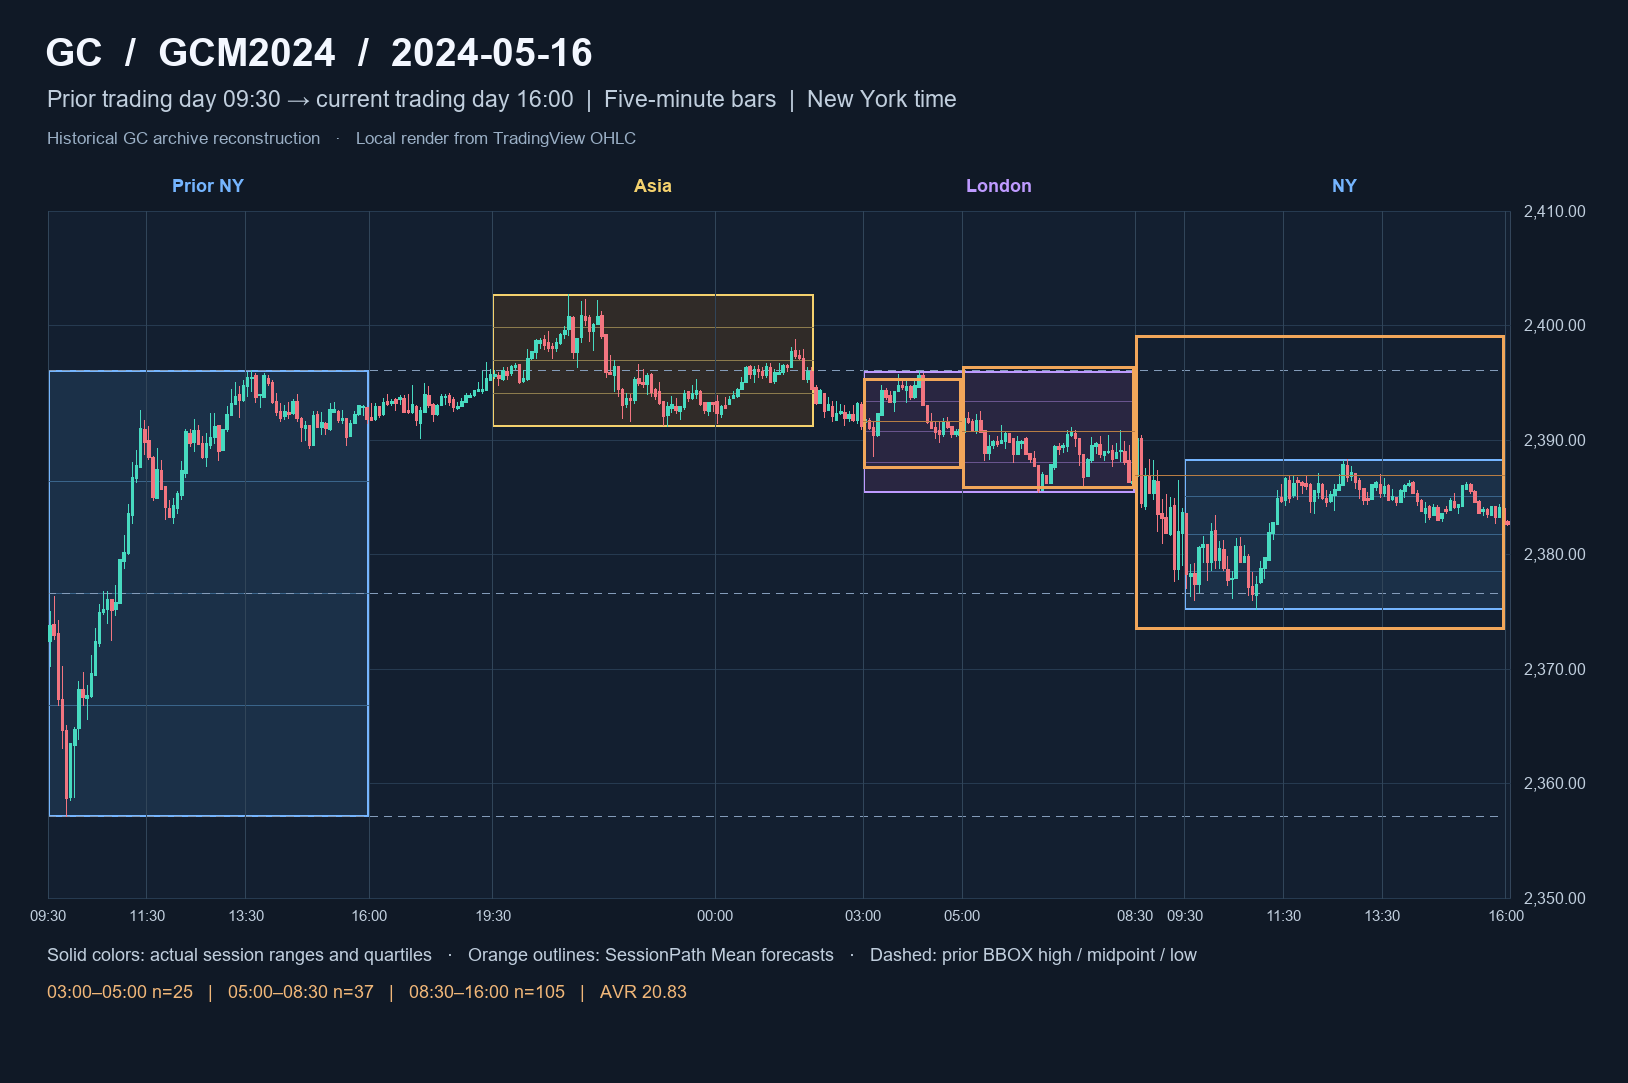 GC / GCM2024 / 2024-05-16
Prior trading day 09:30 → current trading day 16:00 | Five-minute bars | New York time
Historical GC archive reconstruction · Local render from TradingView OHLC
Prior NY Asia London NY
2,410.00
2,400.00
2,390.00
2,380.00
2,370.00
2,360.00
2,350.00
09:30 11:30 13:30 16:00 19:30 00:00 03:00 05:00 08:30 09:30 11:30 13:30 16:00
Solid colors: actual session ranges and quartiles · Orange outlines: SessionPath Mean forecasts · Dashed: prior BBOX high / midpoint / low
03:00–05:00 n=25 | 05:00–08:30 n=37 | 08:30–16:00 n=105 | AVR 20.83